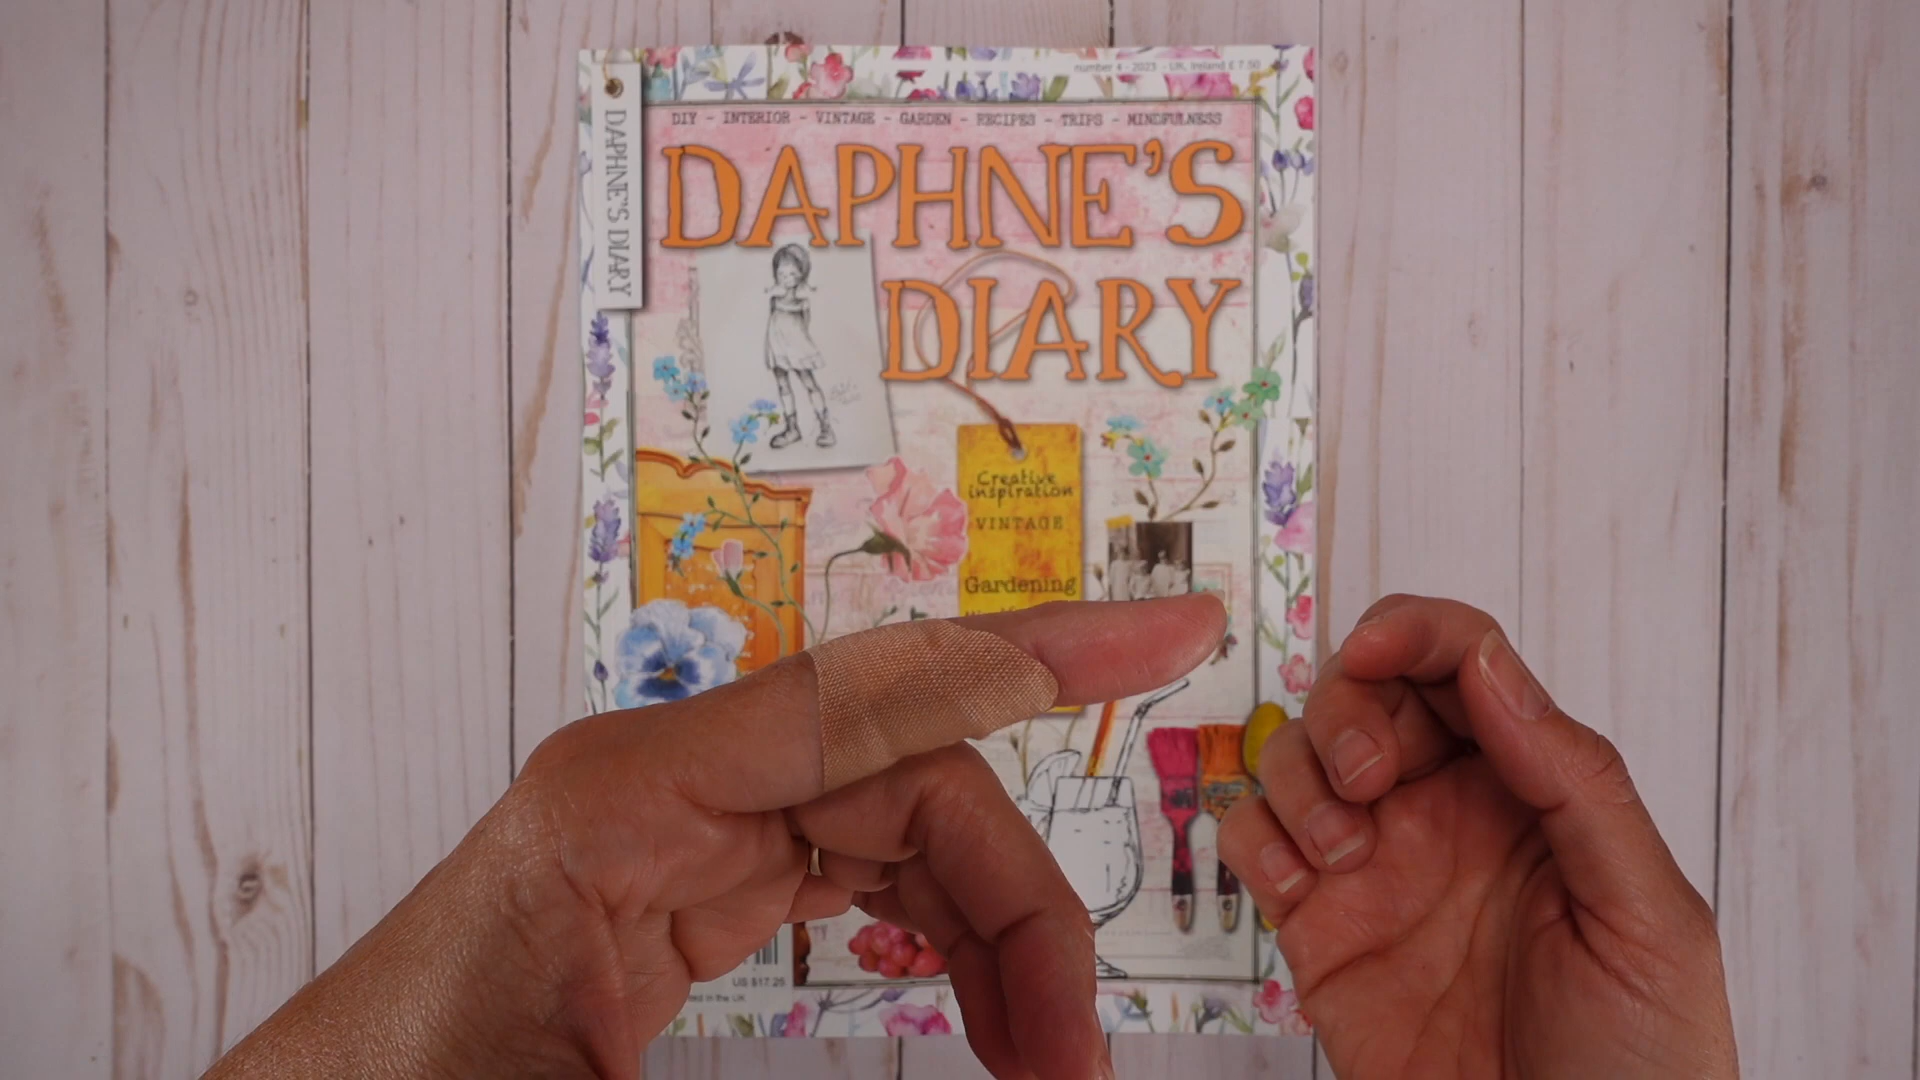 number 4 - 2023 - UK, Ireland £ 7.50
DIY - INTERIOR - VINTAGE - GARDEN - RECIPES - TRIPS - MINDFULNESS
DAPHNE'S DIARY
DAPHNE'S
DIARY
Creative
inspiration
VINTAGE
Gardening
US $17.25
in the UK